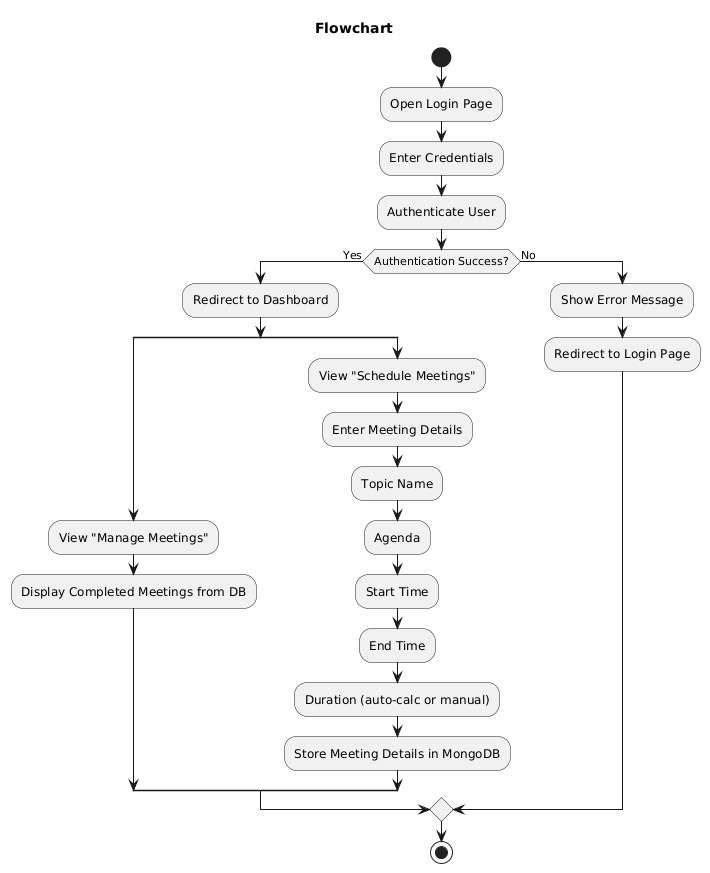 Flowchart
Open Login Page
Enter Credentials
Authenticate User
Yes
Authentication Success?
No
Redirect to Dashboard
Show Error Message
Redirect to Login Page
View "Schedule Meetings"
Enter Meeting Details
Topic Name
View "Manage Meetings"
Agenda
Display Completed Meetings from DB
Start Time
End Time
Duration (auto-calc or manual)
Store Meeting Details in MongoDB